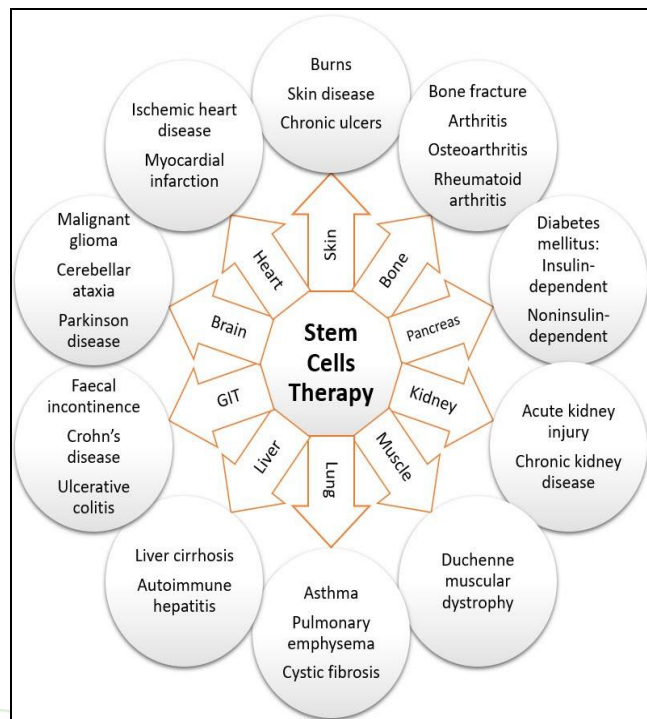 Stem
Cells
Therapy
Skin
Burns
Skin disease
Chronic ulcers
Bone
Bone fracture
Arthritis
Osteoarthritis
Rheumatoid
arthritis
Pancreas
Diabetes
mellitus:
Insulin-
dependent
Noninsulin-
dependent
Kidney
Acute kidney
injury
Chronic kidney
disease
Muscle
Duchenne
muscular
dystrophy
Lung
Asthma
Pulmonary
emphysema
Cystic fibrosis
Liver
Liver cirrhosis
Autoimmune
hepatitis
GIT
Faecal
incontinence
Crohn’s
disease
Ulcerative
colitis
Brain
Malignant
glioma
Cerebellar
ataxia
Parkinson
disease
Heart
Ischemic heart
disease
Myocardial
infarction